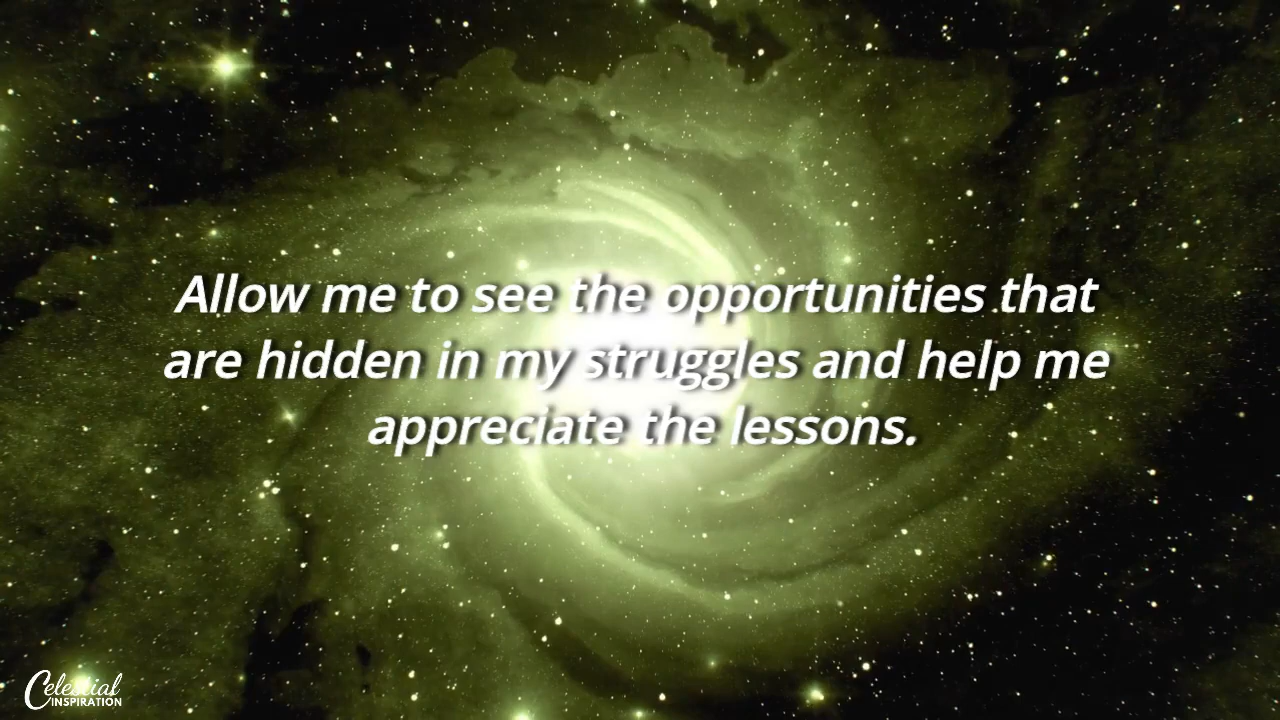 Allow me to see the opportunities that
are hidden in my struggles and help me
appreciate the lessons.
Celestial
INSPIRATION